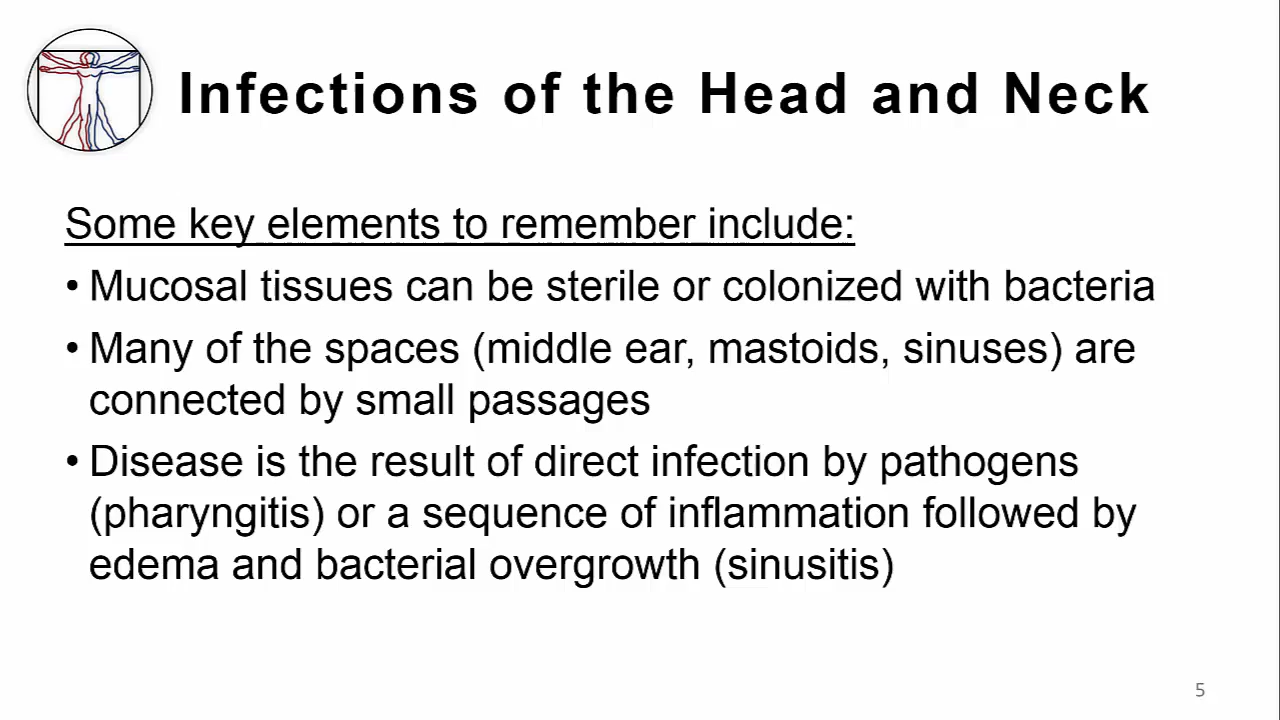 Infections of the Head and Neck
Some key elements to remember include:
• Mucosal tissues can be sterile or colonized with bacteria
• Many of the spaces (middle ear, mastoids, sinuses) are
connected by small passages
• Disease is the result of direct infection by pathogens
(pharyngitis) or a sequence of inflammation followed by
edema and bacterial overgrowth (sinusitis)
5